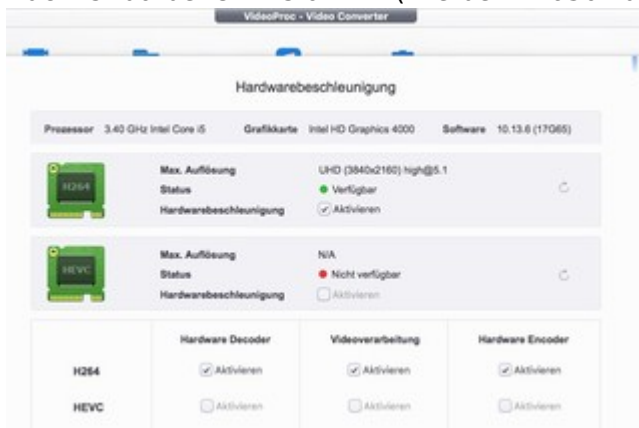 VideoProc - Video Converter
Hardwarebeschleunigung
Prozessor 3.40 GHz Intel Core i5 Grafikkarte Intel HD Graphics 4000 Software 10.13.6 (17G65)
H264
Max. Auflösung UHD (3840x2160) high@5.1
Status Verfügbar
Hardwarebeschleunigung Aktivieren
HEVC
Max. Auflösung N/A
Status Nicht verfügbar
Hardwarebeschleunigung Aktivieren
Hardware Decoder Videoverarbeitung Hardware Encoder
H264 Aktivieren Aktivieren Aktivieren
HEVC Aktivieren Aktivieren Aktivieren